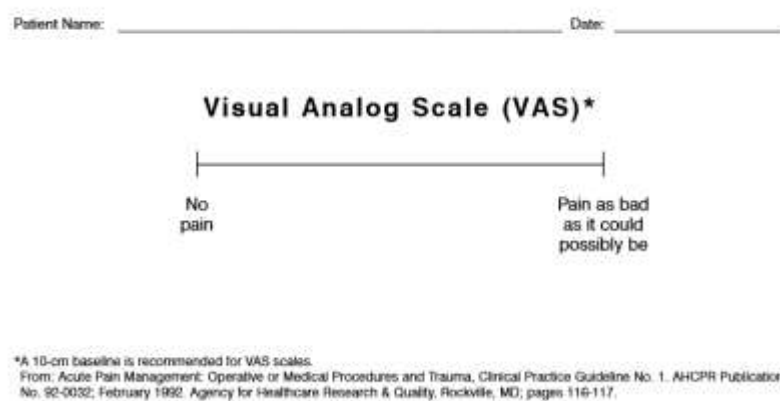 Patient Name: Date:
Visual Analog Scale (VAS)*
No
pain
Pain as bad
as it could
possibly be
*A 10-cm baseline is recommended for VAS scales.
From: Acute Pain Management: Operative or Medical Procedures and Trauma, Clinical Practice Guideline No. 1. AHCPR Publication
No. 92-0032; February 1992. Agency for Healthcare Research & Quality, Rockville, MD; pages 116-117.